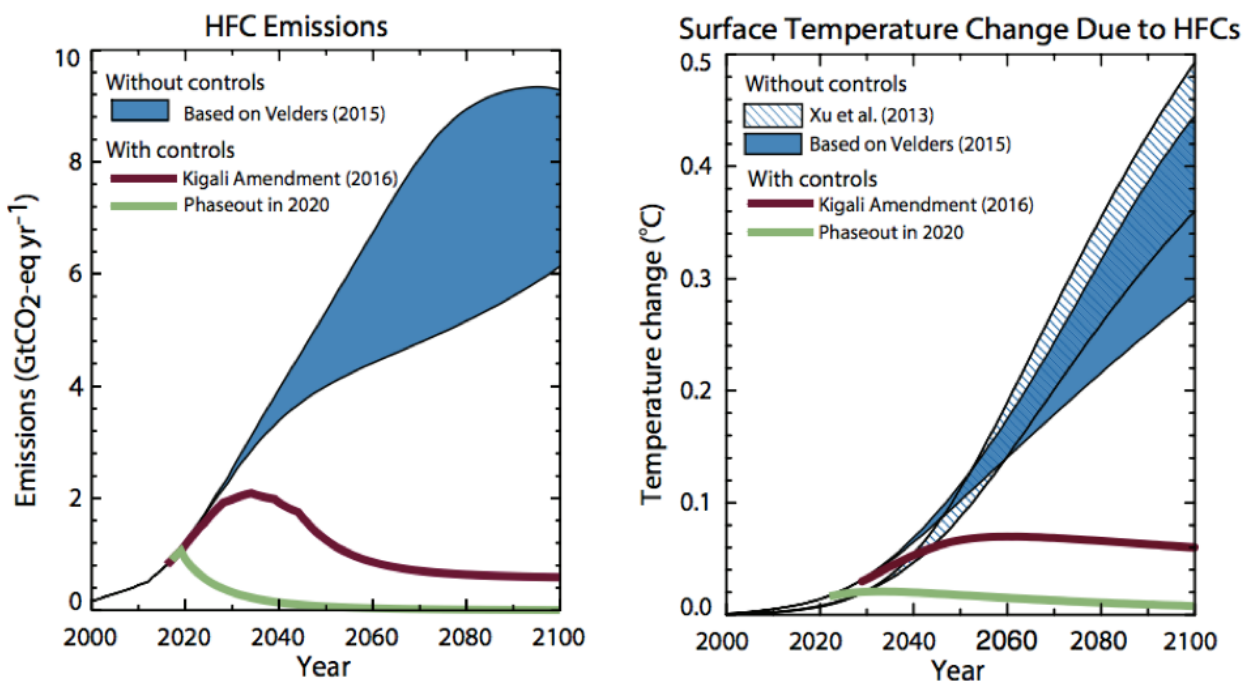 HFC Emissions
Emissions (GtCO2-eq yr−1)
10
8
6
4
2
0
Without controls
Based on Velders (2015)
With controls
Kigali Amendment (2016)
Phaseout in 2020
2000 2020 2040 2060 2080 2100
Year
Surface Temperature Change Due to HFCs
Temperature change (°C)
0.5
0.4
0.3
0.2
0.1
0.0
Without controls
Xu et al. (2013)
Based on Velders (2015)
With controls
Kigali Amendment (2016)
Phaseout in 2020
2000 2020 2040 2060 2080 2100
Year